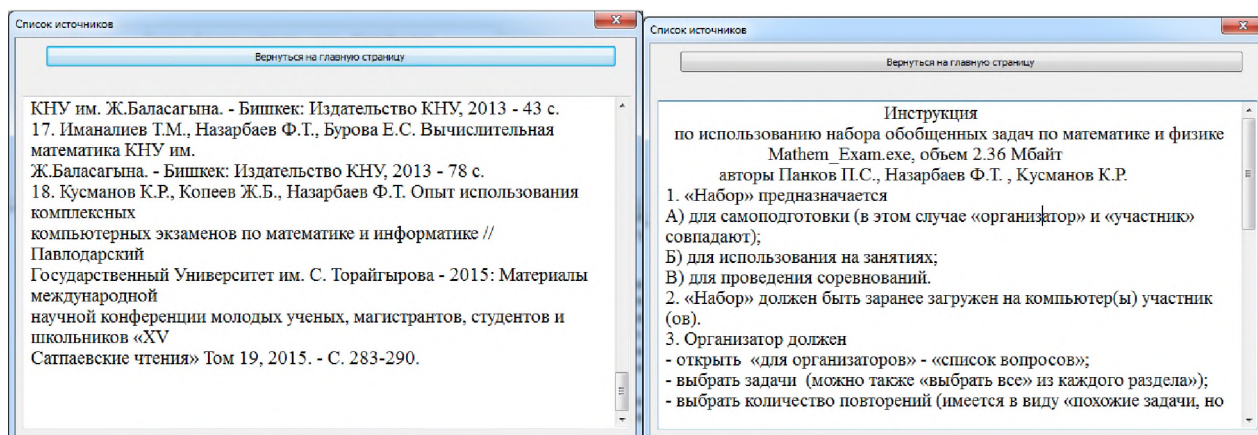 Список источников
Вернуться на главную страницу
КНУ им. Ж.Баласагына. - Бишкек: Издательство КНУ, 2013 - 43 с.
17. Иманалиев Т.М., Назарбаев Ф.Т., Бурова Е.С. Вычислительная
математика КНУ им.
Ж.Баласагына. - Бишкек: Издательство КНУ, 2013 - 78 с.
18. Кусманов К.Р., Копеев Ж.Б., Назарбаев Ф.Т. Опыт использования
комплексных
компьютерных экзаменов по математике и информатике //
Павлодарский
Государственный Университет им. С. Торайгырова - 2015: Материалы
международной
научной конференции молодых ученых, магистрантов, студентов и
школьников «XV
Сатпаевские чтения» Том 19, 2015. - С. 283-290.
Список источников
Вернуться на главную страницу
Инструкция
по использованию набора обобщенных задач по математике и физике
Mathem_Exam.exe, объем 2.36 Мбайт
авторы Панков П.С., Назарбаев Ф.Т. , Кусманов К.Р.
1. «Набор» предназначается
А) для самоподготовки (в этом случае «организатор» и «участник»
совпадают);
Б) для использования на занятиях;
В) для проведения соревнований.
2. «Набор» должен быть заранее загружен на компьютер(ы) участник
(ов).
3. Организатор должен
- открыть «для организаторов» - «список вопросов»;
- выбрать задачи (можно также «выбрать все» из каждого раздела»);
- выбрать количество повторений (имеется в виду «похожие задачи, но